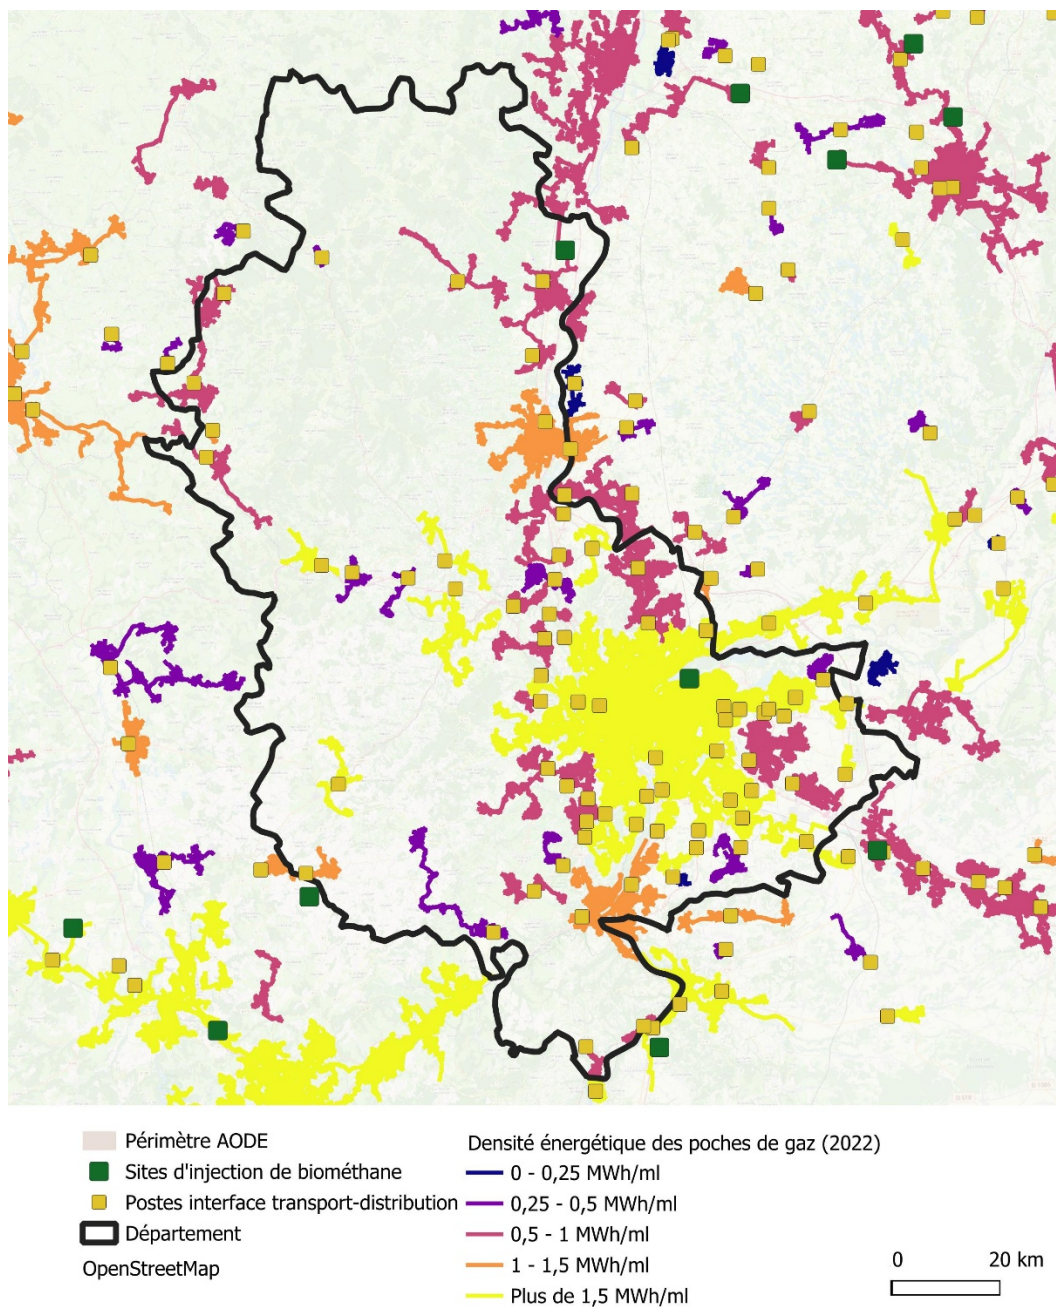 Périmètre AODE
Sites d'injection de biométhane
Postes interface transport-distribution
Département
OpenStreetMap
Densité énergétique des poches de gaz (2022)
0 - 0,25 MWh/ml
0,25 - 0,5 MWh/ml
0,5 - 1 MWh/ml
1 - 1,5 MWh/ml
Plus de 1,5 MWh/ml
0 20 km